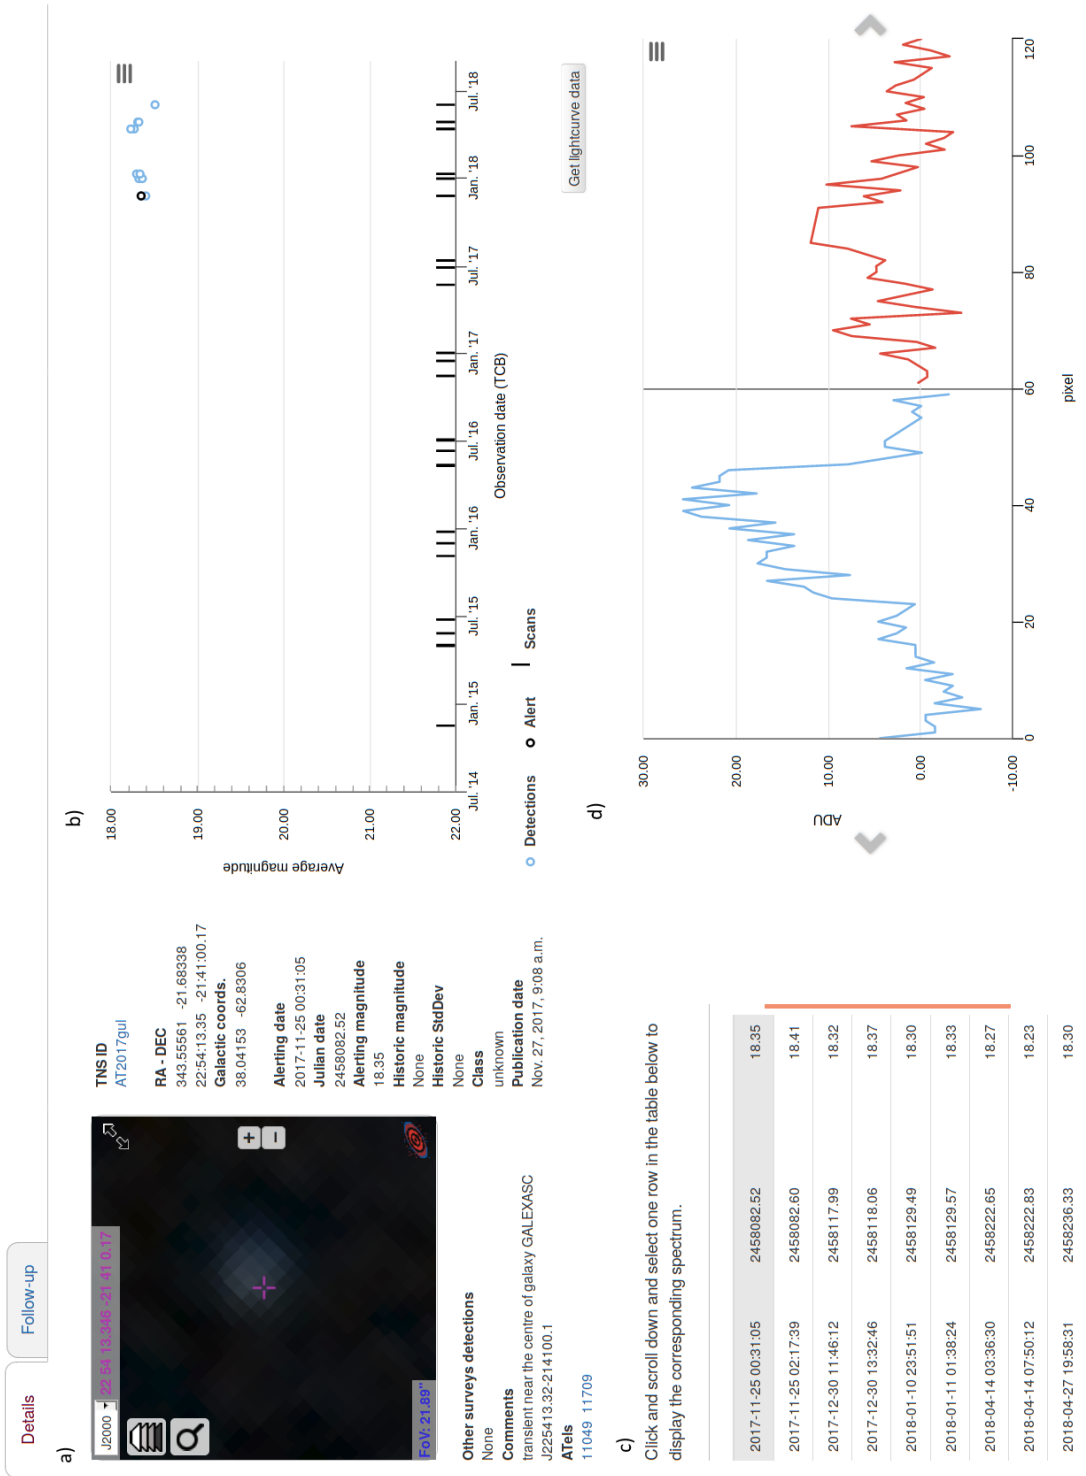 Details
Follow-up
a)
J2000
22 54 13.346 -21 41 0.17
+
−
FoV: 21.89"
TNS ID
AT2017gul
RA - DEC
343.55561 -21.68338
22:54:13.35 -21:41:00.17
Galactic coords.
38.04153 -62.8306
Alerting date
2017-11-25 00:31:05
Julian date
2458082.52
Alerting magnitude
18.35
Historic magnitude
None
Historic StdDev
None
Class
unknown
Publication date
Nov. 27, 2017, 9:08 a.m.
Other surveys detections
None
Comments
transient near the centre of galaxy GALEXASC
J225413.32-214100.1
ATels
11049 11709
b)
18.00
19.00
20.00
21.00
22.00
Average magnitude
Jul. '14
Jan. '15
Jul. '15
Jan. '16
Jul. '16
Jan. '17
Jul. '17
Jan. '18
Jul. '18
Observation date (TCB)
Detections
Alert
Scans
Get lightcurve data
c)
Click and scroll down and select one row in the table below to
display the corresponding spectrum.
2017-11-25 00:31:05 2458082.52 18.35
2017-11-25 02:17:39 2458082.60 18.41
2017-12-30 11:46:12 2458117.99 18.32
2017-12-30 13:32:46 2458118.06 18.37
2018-01-10 23:51:51 2458129.49 18.30
2018-01-11 01:38:24 2458129.57 18.33
2018-04-14 03:36:30 2458222.65 18.27
2018-04-14 07:50:12 2458222.83 18.23
2018-04-27 19:58:31 2458236.33 18.30
d)
30.00
20.00
10.00
0.00
-10.00
ADU
0
20
40
60
80
100
120
pixel